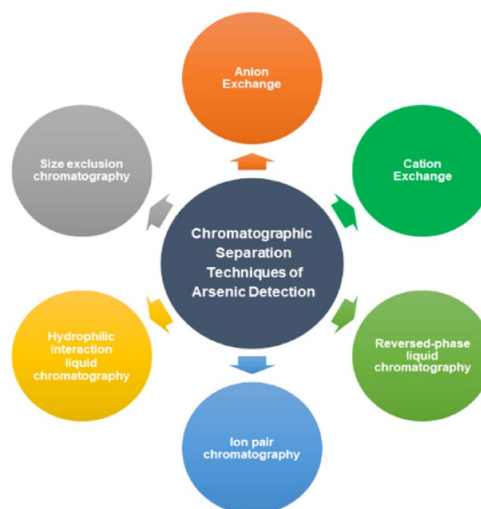 Anion
Exchange
Size exclusion
chromatography
Cation
Exchange
Chromatographic
Separation
Techniques of
Arsenic Detection
Hydrophilic
interaction
liquid
chromatography
Reversed-phase
liquid
chromatography
Ion pair
chromatography